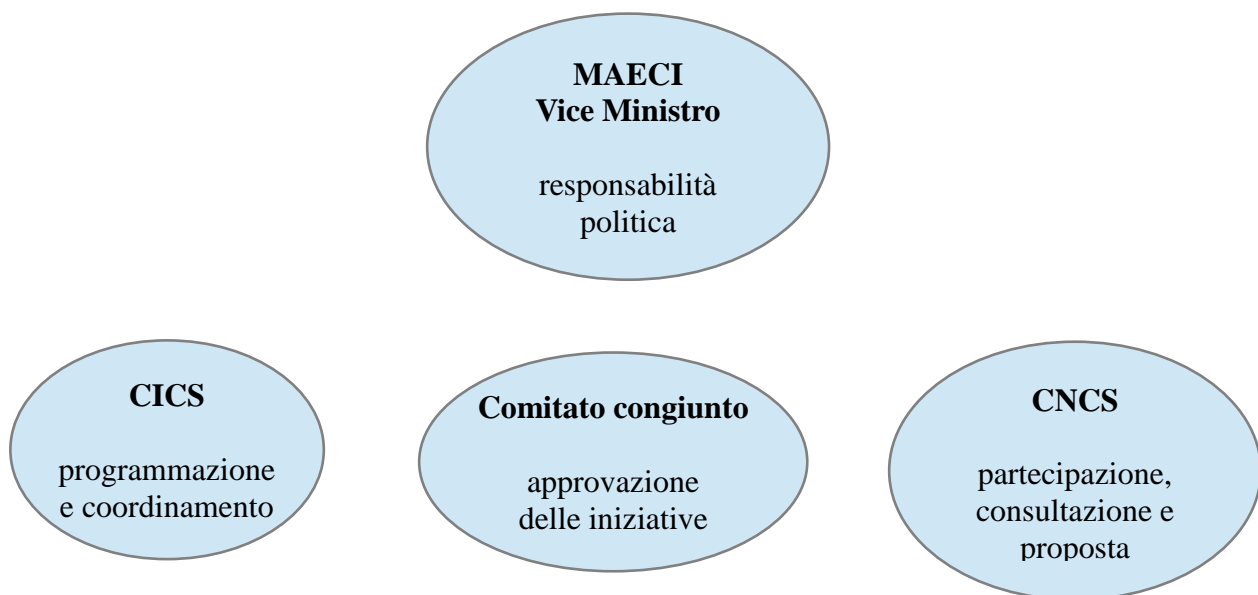 MAECI
Vice Ministro
responsabilità
politica
CICS
programmazione
e coordinamento
Comitato congiunto
approvazione
delle iniziative
CNCS
partecipazione,
consultazione e
proposta